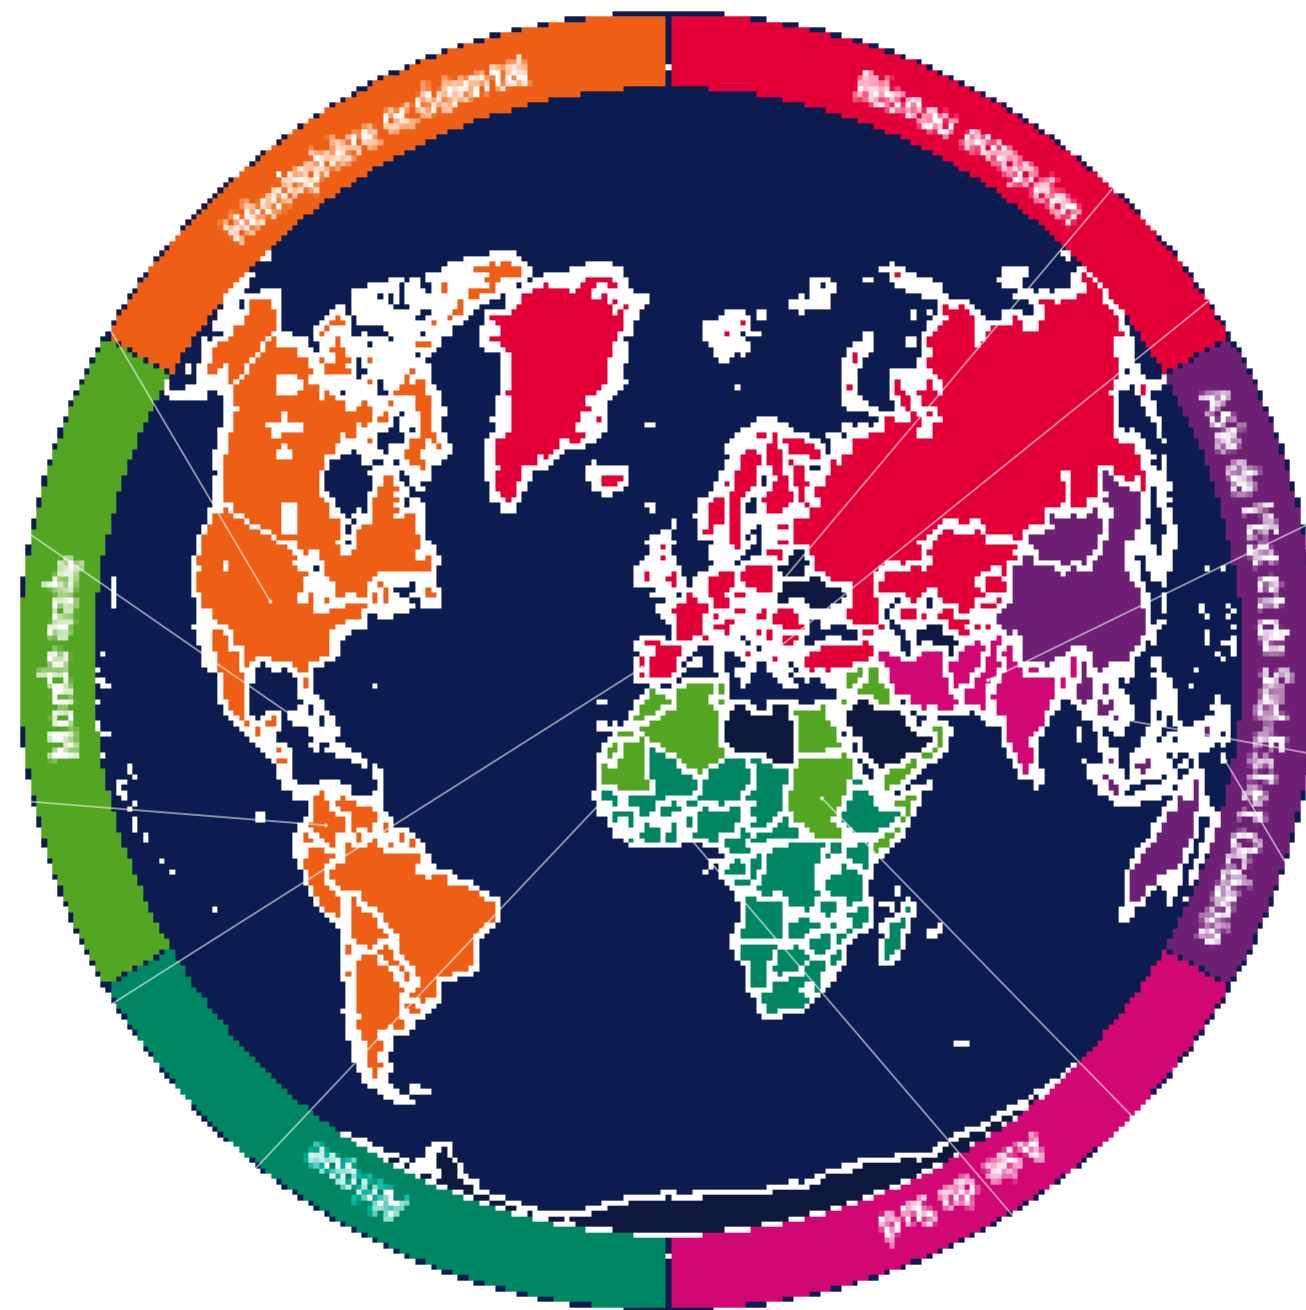 Hémisphère occidental
Réseau européen
Asie de l'Est et du Sud-Est et Océanie
Asie du Sud
Afrique
Monde arabe